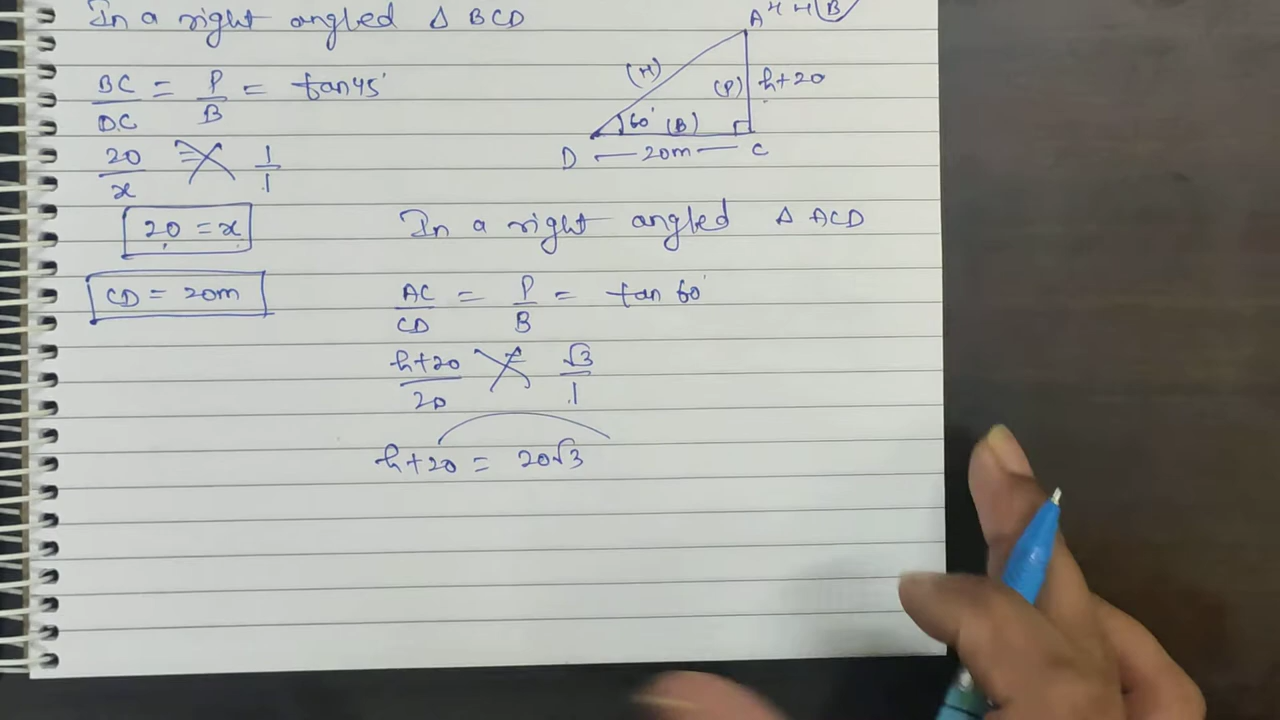 In a right angled Δ BCD
BC/DC = P/B = tan45°
20/x = 1/1
20 = x
CD = 20m
A
(H)
(P)
h+20
60° (B)
D
20m
C
In a right angled Δ ACD
AC/CD = P/B = tan 60°
h+20/20 = √3/1
h+20 = 20√3